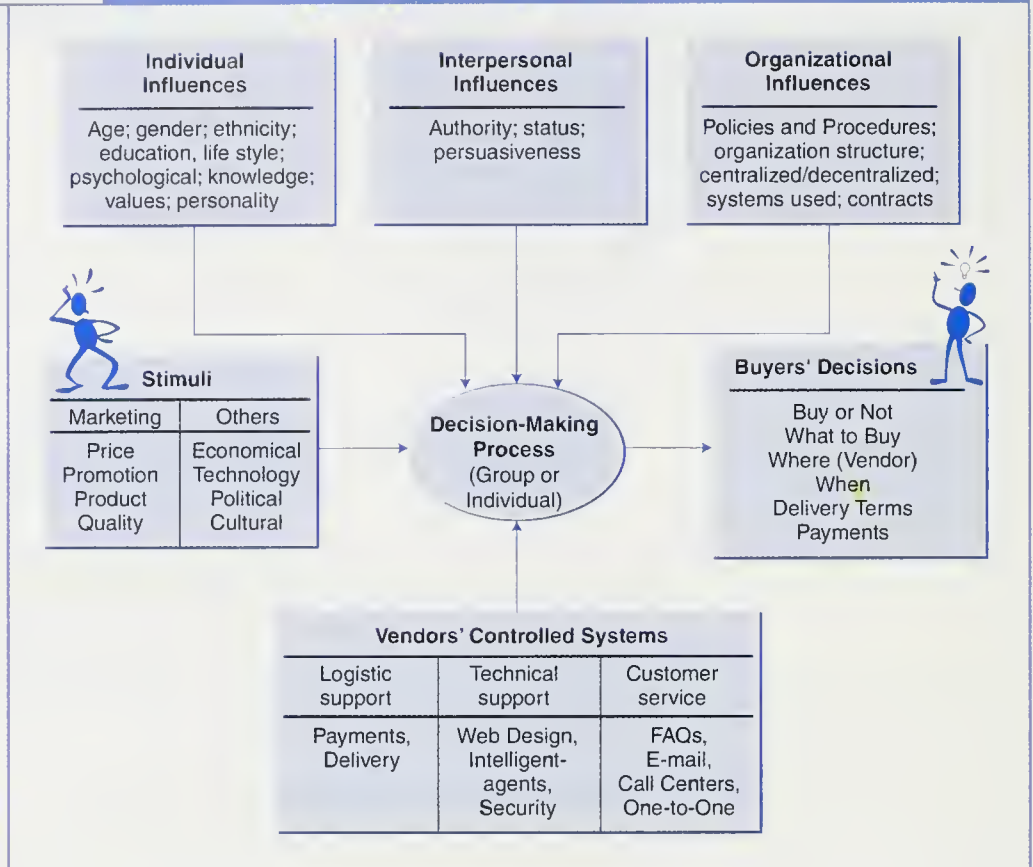 Individual
Influences
Age; gender; ethnicity;
education, life style;
psychological; knowledge;
values; personality
Interpersonal
Influences
Authority; status;
persuasiveness
Organizational
Influences
Policies and Procedures;
organization structure;
centralized/decentralized;
systems used; contracts
Stimuli
Marketing
Price
Promotion
Product
Quality
Others
Economical
Technology
Political
Cultural
Decision-Making
Process
(Group or
Individual)
Buyers' Decisions
Buy or Not
What to Buy
Where (Vendor)
When
Delivery Terms
Payments
Vendors' Controlled Systems
Logistic
support
Payments,
Delivery
Technical
support
Web Design,
Intelligent-
agents,
Security
Customer
service
FAQs,
E-mail,
Call Centers,
One-to-One